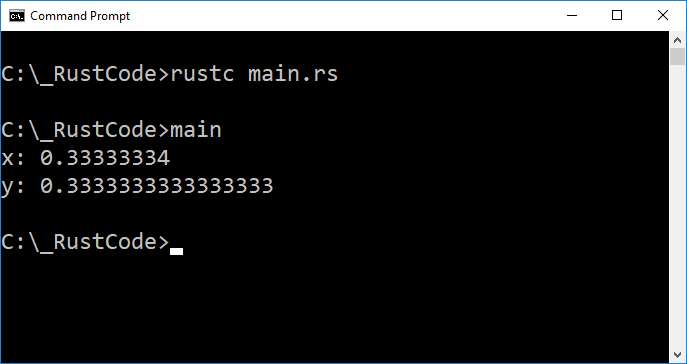 Command Prompt
C:\_RustCode>rustc main.rs
C:\_RustCode>main
x: 0.33333334
y: 0.3333333333333333
C:\_RustCode>